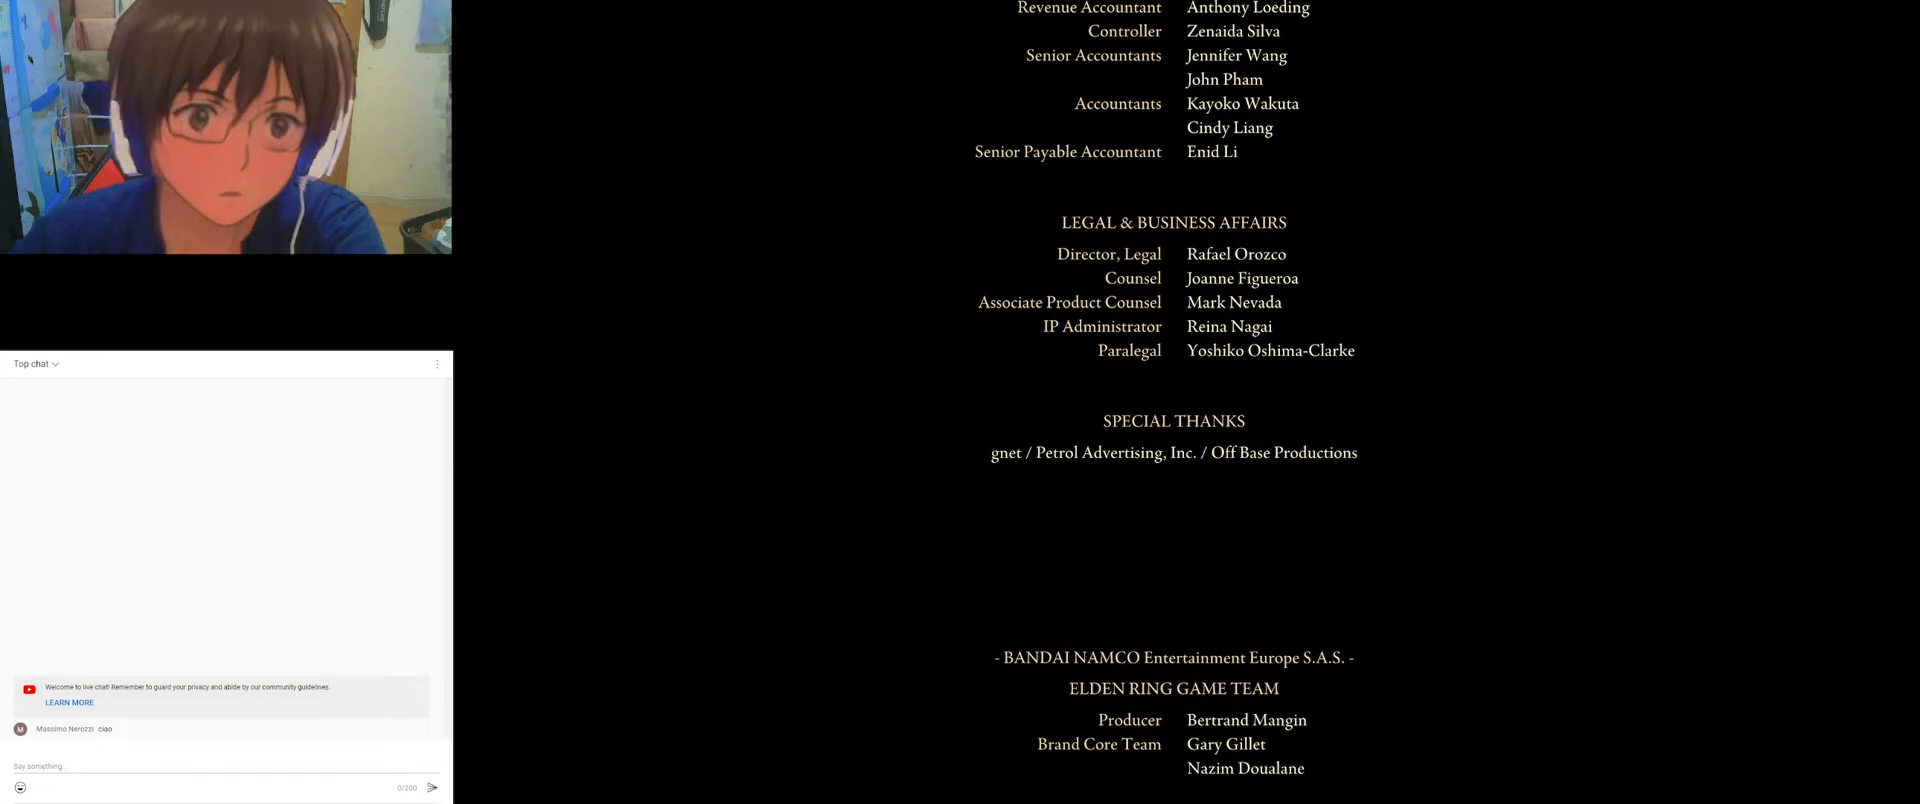 Revenue Accountant Anthony Loeding
Controller Zenaida Silva
Senior Accountants Jennifer Wang
John Pham
Accountants Kayoko Wakuta
Cindy Liang
Senior Payable Accountant Enid Li
LEGAL & BUSINESS AFFAIRS
Director, Legal Rafael Orozco
Counsel Joanne Figueroa
Associate Product Counsel Mark Nevada
IP Administrator Reina Nagai
Paralegal Yoshiko Oshima-Clarke
SPECIAL THANKS
gnet / Petrol Advertising, Inc. / Off Base Productions
- BANDAI NAMCO Entertainment Europe S.A.S. -
ELDEN RING GAME TEAM
Producer Bertrand Mangin
Brand Core Team Gary Gillet
Nazim Doualane
Top chat
Welcome to live chat! Remember to guard your privacy and abide by our community guidelines.
LEARN MORE
M Massimo Nerozzi ciao
Say something...
0/200